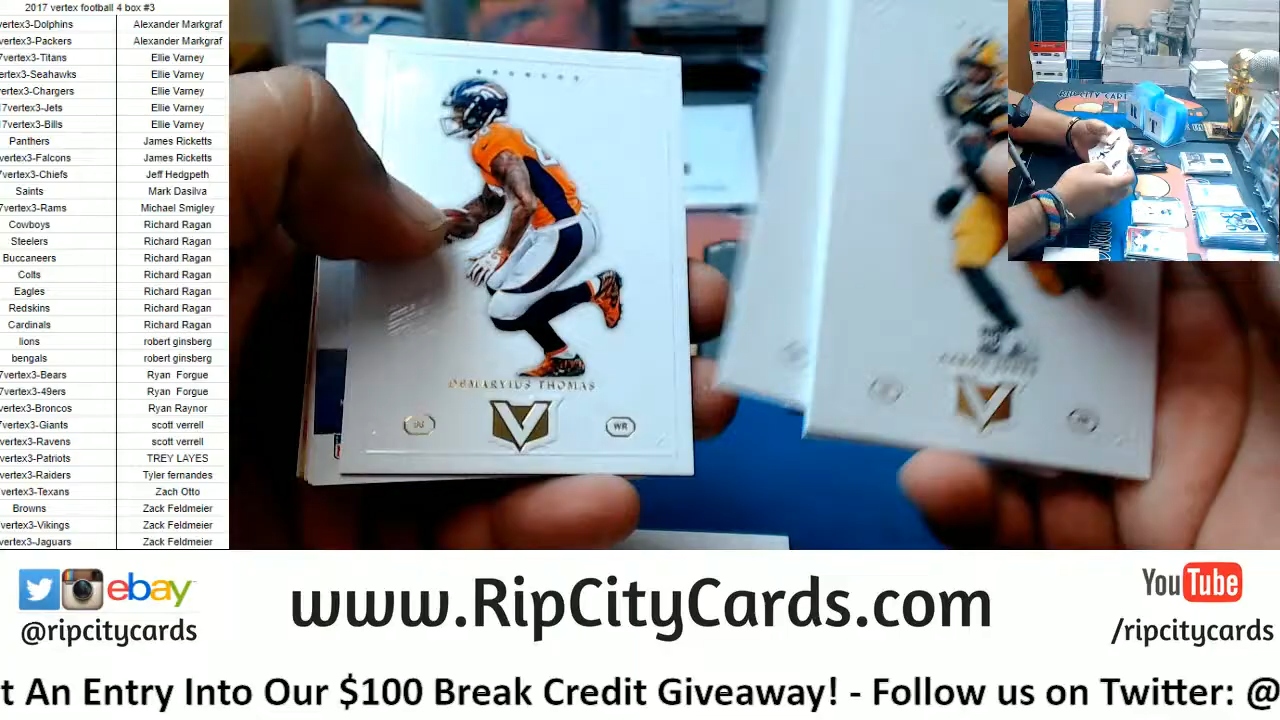 2017 vertex football 4 box #3
vertex3-Dolphins Alexander Markgraf
vertex3-Packers Alexander Markgraf
7vertex3-Titans Ellie Varney
ertex3-Seahawks Ellie Varney
ertex3-Chargers Ellie Varney
17vertex3-Jets Ellie Varney
17vertex3-Bills Ellie Varney
Panthers James Ricketts
vertex3-Falcons James Ricketts
vertex3-Chiefs Jeff Hedgpeth
Saints Mark Dasilva
7vertex3-Rams Michael Smigley
Cowboys Richard Ragan
Steelers Richard Ragan
Buccaneers Richard Ragan
Colts Richard Ragan
Eagles Richard Ragan
Redskins Richard Ragan
Cardinals Richard Ragan
lions robert ginsberg
bengals robert ginsberg
7vertex3-Bears Ryan Forgue
7vertex3-49ers Ryan Forgue
vertex3-Broncos Ryan Raynor
7vertex3-Giants scott verrell
vertex3-Ravens scott verrell
vertex3-Patriots TREY LAYES
vertex3-Raiders Tyler fernandes
vertex3-Texans Zach Otto
Browns Zack Feldmeier
vertex3-Vikings Zack Feldmeier
vertex3-Jaguars Zack Feldmeier
BRONCOS
DEMARYIUS THOMAS
V
WR
RIPCITY CARDS
ebay
@ripcitycards
www.RipCityCards.com
YouTube
/ripcitycards
t An Entry Into Our $100 Break Credit Giveaway! - Follow us on Twitter: @